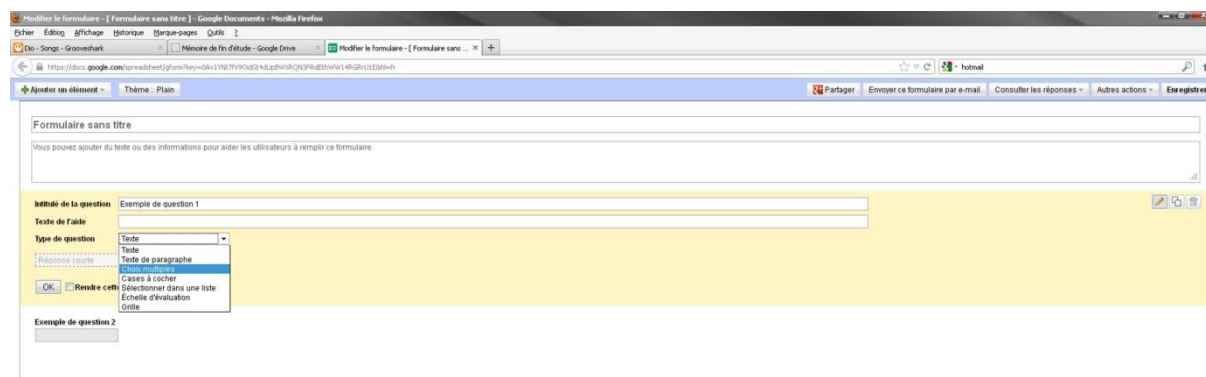 Modifier le formulaire - [ Formulaire sans titre ] - Google Documents - Mozilla Firefox
Fichier Édition Affichage Historique Marque-pages Outils ?
Dio - Songs - Grooveshark × Mémoire de fin d'étude - Google Drive × Modifier le formulaire - [ Formulaire sans ... × +
hotmail
Ajouter un élément Thème : Plain Partager Envoyer ce formulaire par e-mail Consulter les réponses Autres actions Enregistrer
Formulaire sans titre
Vous pouvez ajouter du texte ou des informations pour aider les utilisateurs à remplir ce formulaire.
Intitulé de la question Exemple de question 1
Texte de l'aide
Type de question Texte
Texte
Texte de paragraphe
Réponse courte
Choix multiples
Cases à cocher
OK Rendre cette
Sélectionner dans une liste
Échelle d'évaluation
Grille
Exemple de question 2